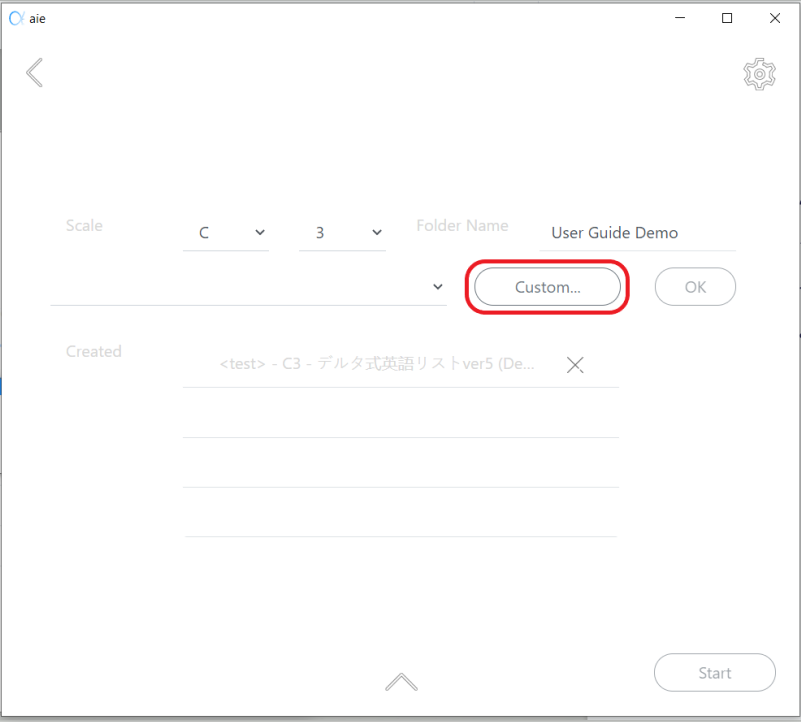 aie
Scale C 3 Folder Name User Guide Demo
Custom... OK
Created <test> - C3 - デルタ式英語リストver5 (De...
Start